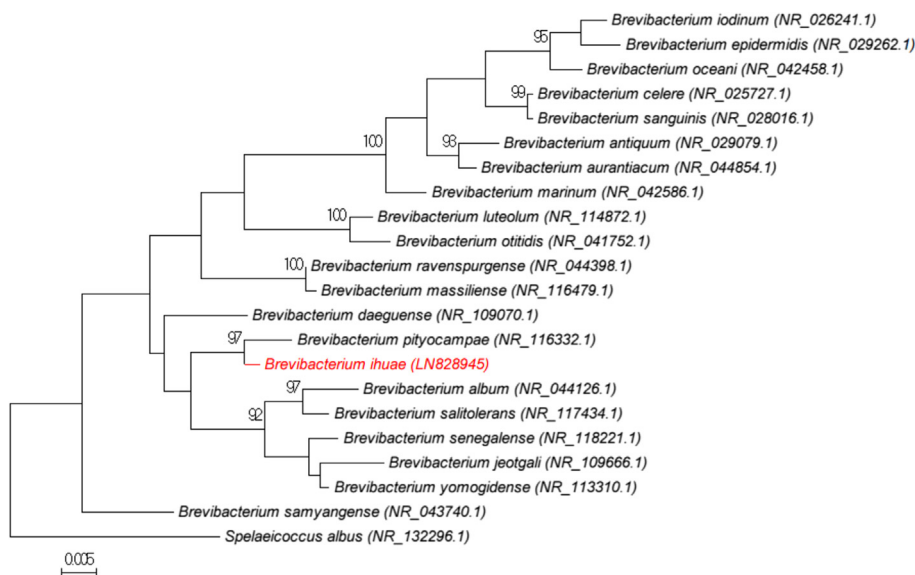 Brevibacterium iodinum (NR_026241.1)
95
Brevibacterium epidermidis (NR_029262.1)
Brevibacterium oceani (NR_042458.1)
99
Brevibacterium celere (NR_025727.1)
Brevibacterium sanguinis (NR_028016.1)
100
93
Brevibacterium antiquum (NR_029079.1)
Brevibacterium aurantiacum (NR_044854.1)
Brevibacterium marinum (NR_042586.1)
100
Brevibacterium luteolum (NR_114872.1)
Brevibacterium otitidis (NR_041752.1)
100
Brevibacterium ravenspurgense (NR_044398.1)
Brevibacterium massiliense (NR_116479.1)
Brevibacterium daeguense (NR_109070.1)
97
Brevibacterium pityocampae (NR_116332.1)
Brevibacterium ihuae (LN828945)
97
Brevibacterium album (NR_044126.1)
92
Brevibacterium salitolerans (NR_117434.1)
Brevibacterium senegalense (NR_118221.1)
Brevibacterium jeotgali (NR_109666.1)
Brevibacterium yomogidense (NR_113310.1)
Brevibacterium samyangense (NR_043740.1)
Spelaeicoccus albus (NR_132296.1)
0.005